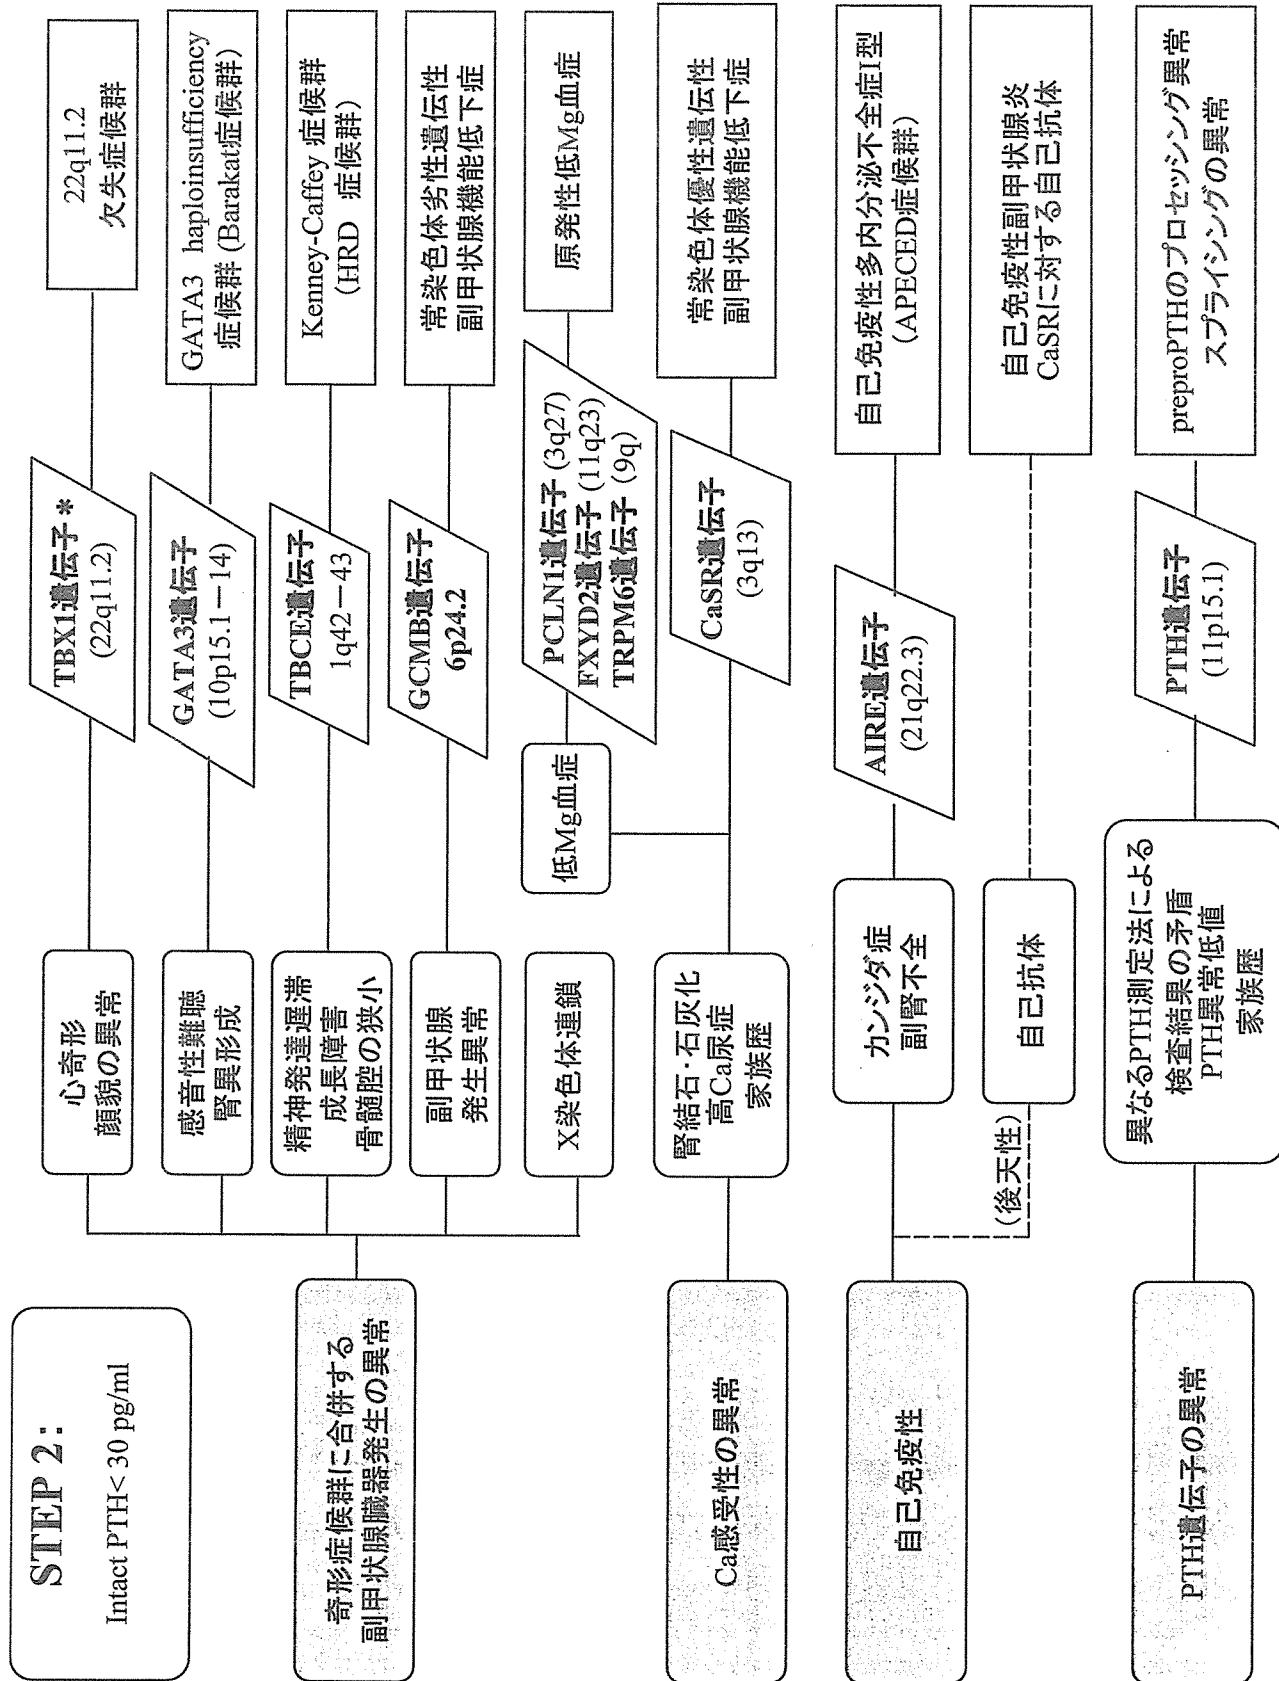 STEP 2：
Intact PTH< 30 pg/ml
奇形症候群に合併する
副甲状腺臓器発生の異常
心奇形
顔貌の異常
TBX1遺伝子*
(22q11.2)
22q11.2
欠失症候群
感音性難聴
腎異形成
GATA3遺伝子
(10p15.1－14)
GATA3 haploinsufficiency
症候群 (Barakat症候群)
精神発達遅滞
成長障害
骨髄腔の狭小
TBCE遺伝子
1q42－43
Kenney-Caffey 症候群
（HRD 症候群）
副甲状腺
発生異常
GCMB遺伝子
6p24.2
常染色体劣性遺伝性
副甲状腺機能低下症
X染色体連鎖
Ca感受性の異常
腎結石・石灰化
高Ca尿症
家族歴
低Mg血症
PCLN1遺伝子 (3q27)
FXYD2遺伝子 (11q23)
TRPM6遺伝子 (9q)
原発性低Mg血症
CaSR遺伝子
(3q13)
常染色体優性遺伝性
副甲状腺機能低下症
自己免疫性
カンジダ症
副腎不全
AIRE遺伝子
(21q22.3)
自己免疫性多内分泌不全症I型
（APECED症候群）
（後天性）
自己抗体
自己免疫性副甲状腺炎
CaSRに対する自己抗体
PTH遺伝子の異常
異なるPTH測定法による
検査結果の矛盾
PTH異常低値
家族歴
PTH遺伝子
(11p15.1)
preproPTHのプロセッシング異常
スプライシングの異常